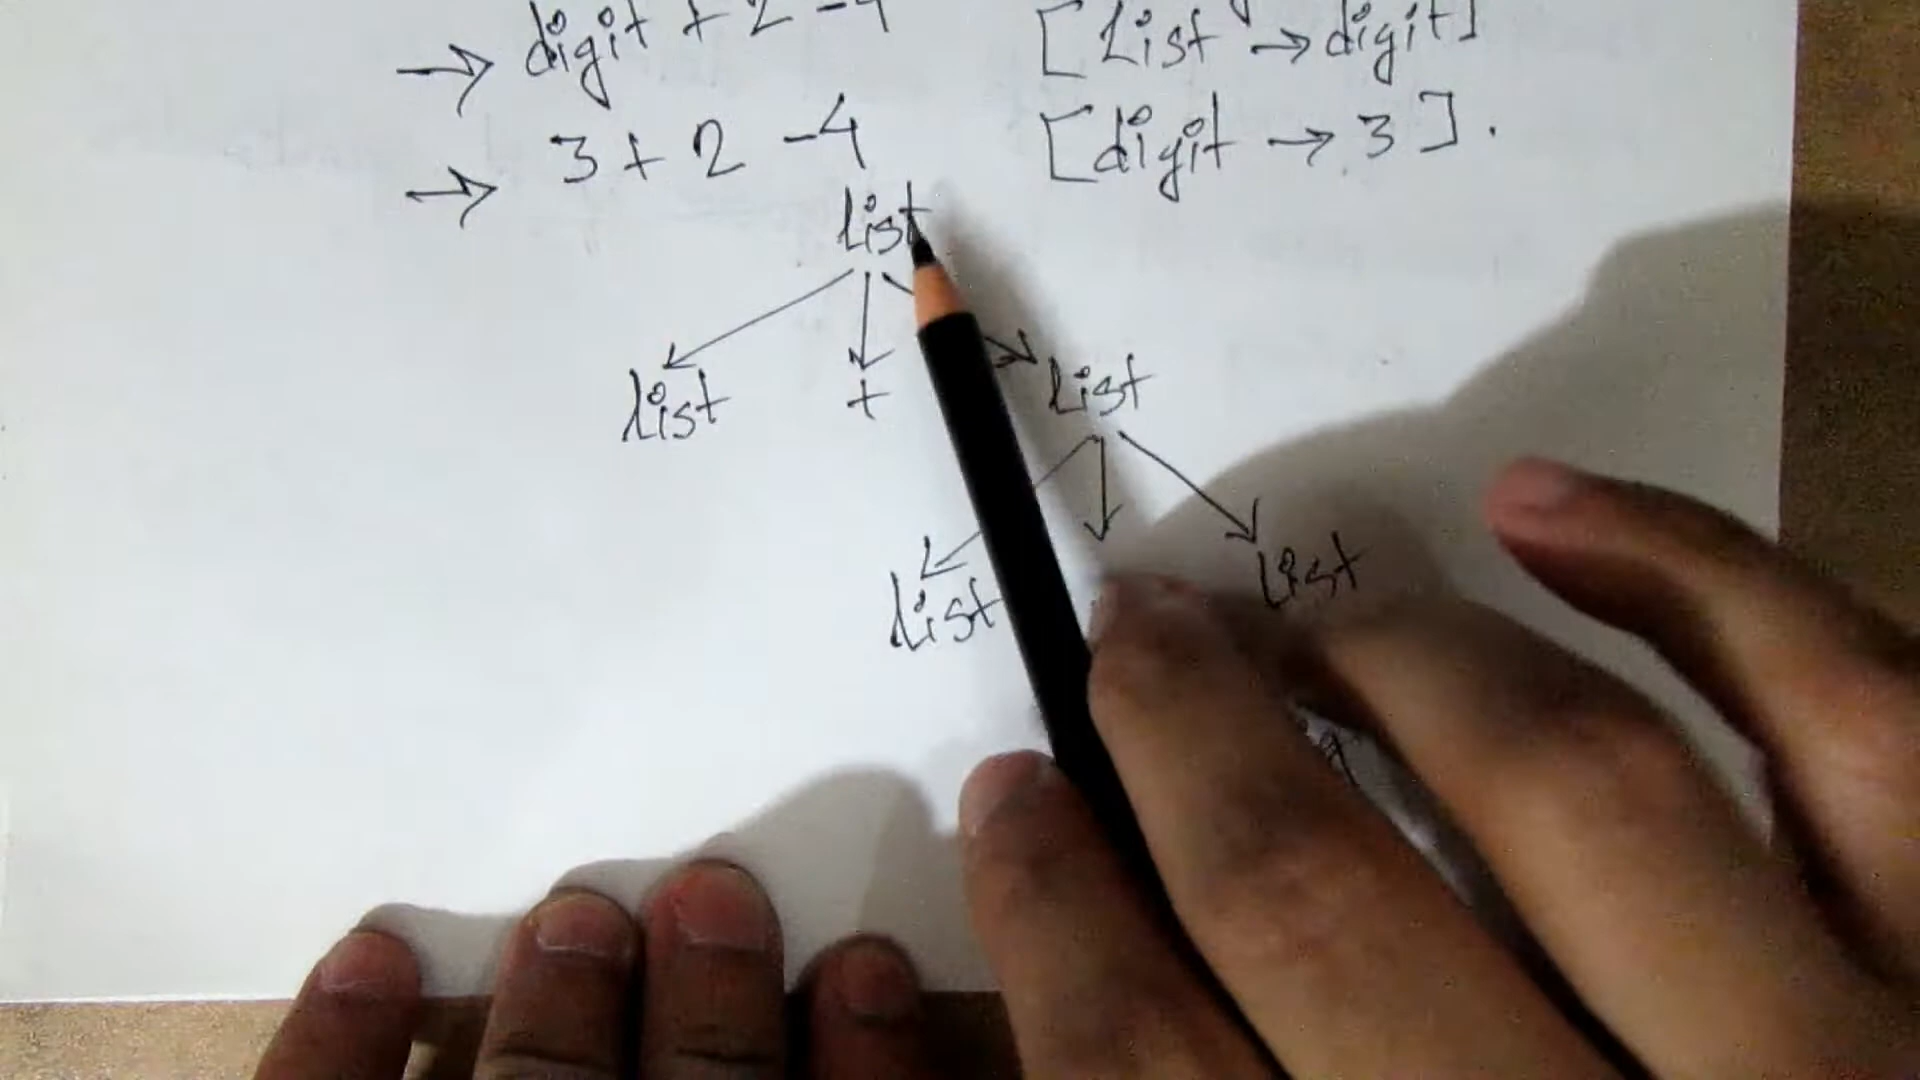 → digit + 2 - 4 [List → digit]
→ 3 + 2 - 4 [digit → 3].
list
list + list
list list